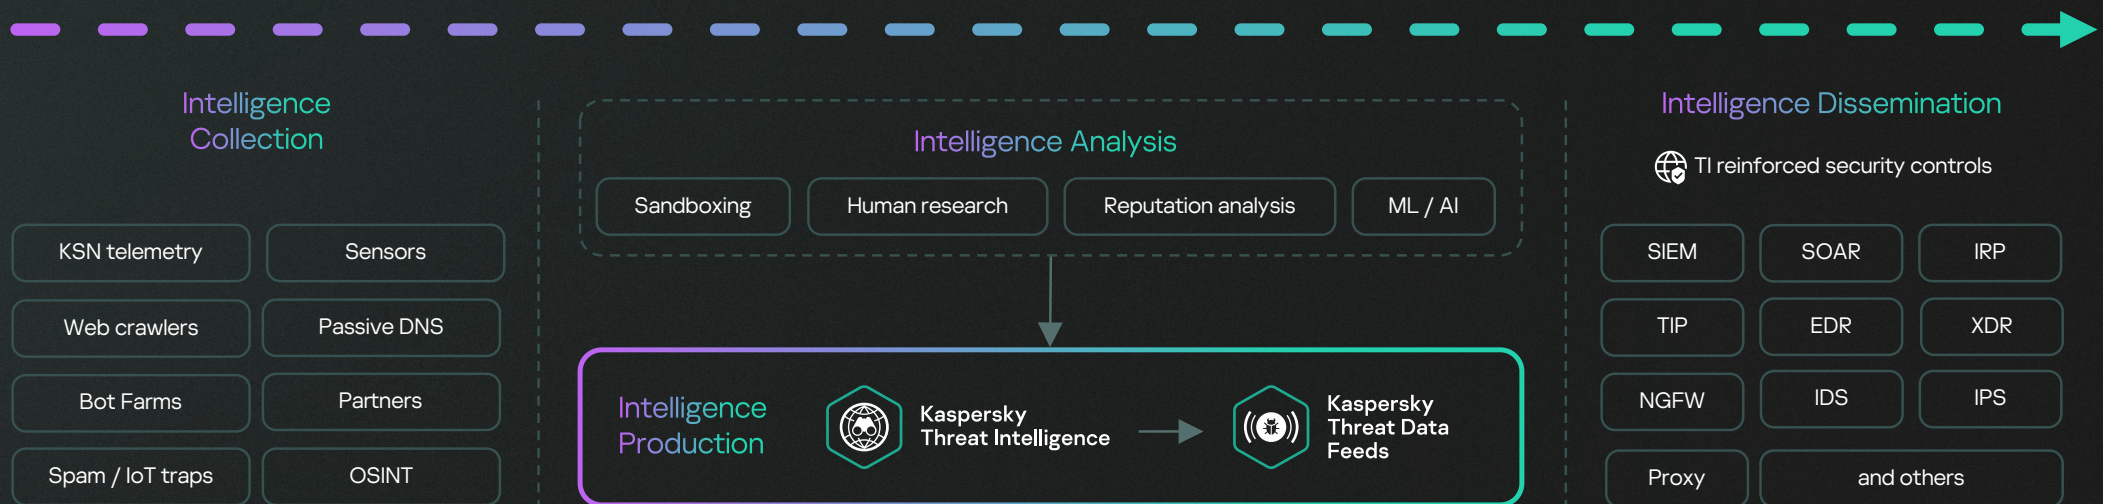 Intelligence
Collection
KSN telemetry
Sensors
Web crawlers
Passive DNS
Bot Farms
Partners
Spam / IoT traps
OSINT
Intelligence Analysis
Sandboxing
Human research
Reputation analysis
ML / AI
Intelligence
Production
Kaspersky
Threat Intelligence
Kaspersky
Threat Data
Feeds
Intelligence Dissemination
TI reinforced security controls
SIEM
SOAR
IRP
TIP
EDR
XDR
NGFW
IDS
IPS
Proxy
and others